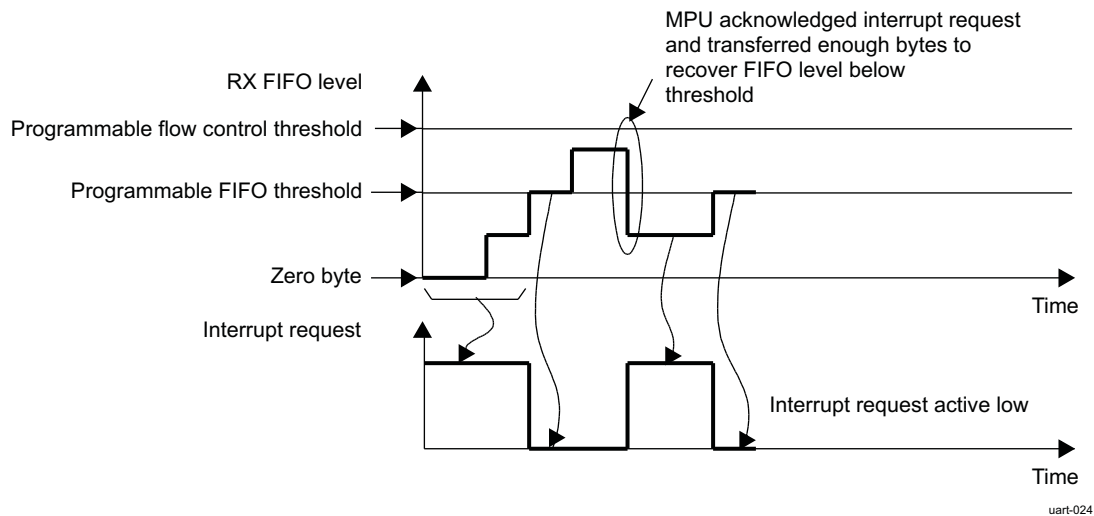 MPU acknowledged interrupt request
and transferred enough bytes to
recover FIFO level below
threshold
RX FIFO level
Programmable flow control threshold
Programmable FIFO threshold
Zero byte
Time
Interrupt request
Interrupt request active low
Time
uart-024